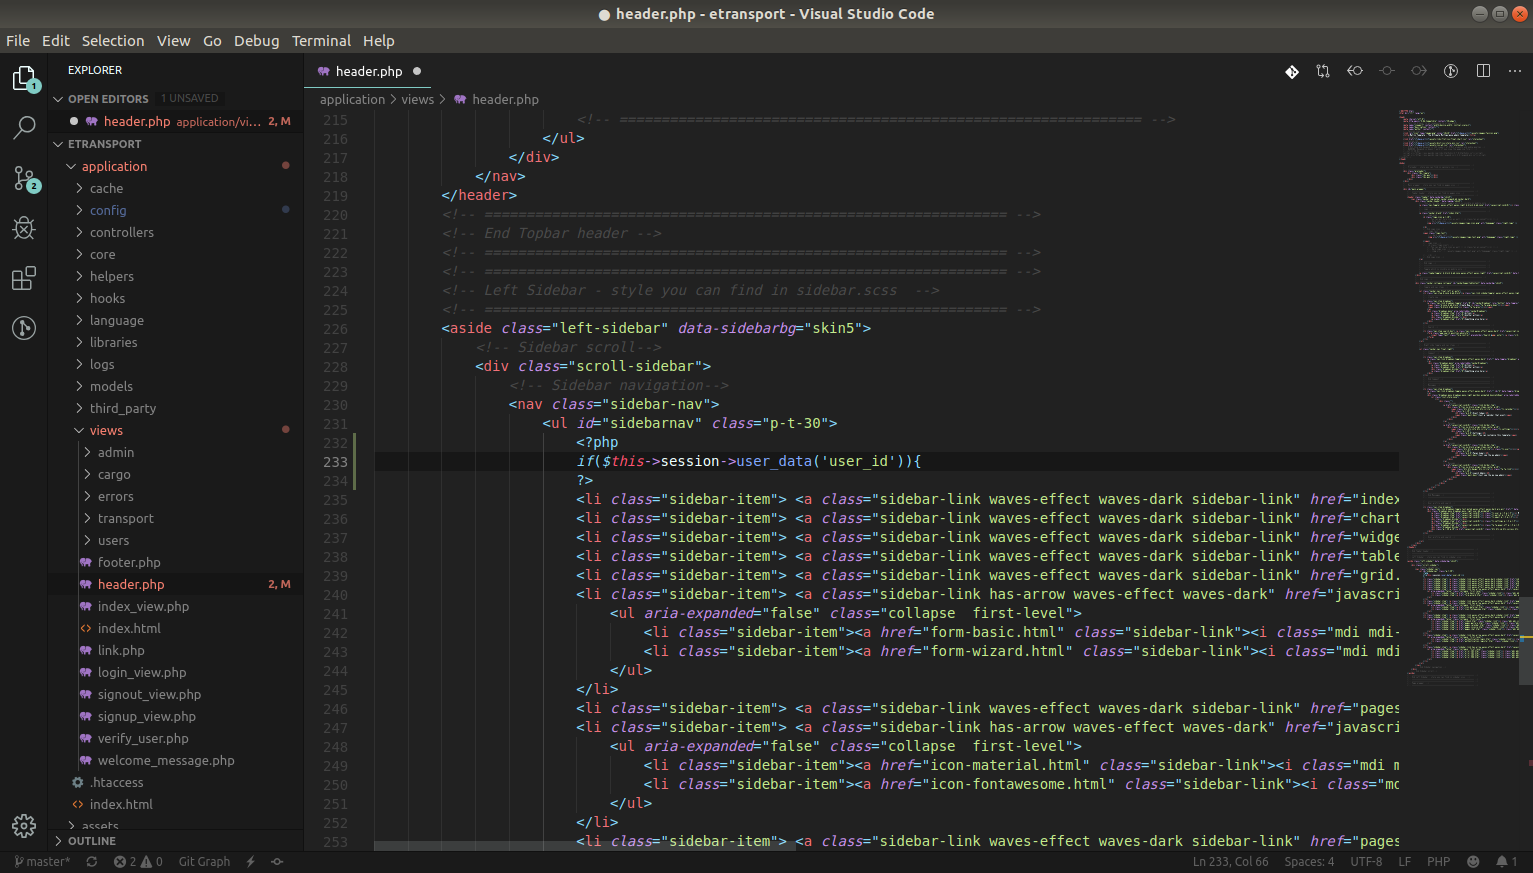 header.php - etransport - Visual Studio Code
File Edit Selection View Go Debug Terminal Help
EXPLORER
OPEN EDITORS 1 UNSAVED
header.php application/vi... 2, M
ETRANSPORT
application
cache
config
controllers
core
helpers
hooks
language
libraries
logs
models
third_party
views
admin
cargo
errors
transport
users
footer.php
header.php 2, M
index_view.php
index.html
link.php
login_view.php
signout_view.php
signup_view.php
verify_user.php
welcome_message.php
.htaccess
index.html
assets
OUTLINE
1
2
header.php
application > views > header.php
215 <!-- ============================================================== -->
216 </ul>
217 </div>
218 </nav>
219 </header>
220 <!-- ============================================================== -->
221 <!-- End Topbar header -->
222 <!-- ============================================================== -->
223 <!-- ============================================================== -->
224 <!-- Left Sidebar - style you can find in sidebar.scss  -->
225 <!-- ============================================================== -->
226 <aside class="left-sidebar" data-sidebarbg="skin5">
227 <!-- Sidebar scroll-->
228 <div class="scroll-sidebar">
229 <!-- Sidebar navigation-->
230 <nav class="sidebar-nav">
231 <ul id="sidebarnav" class="p-t-30">
232 <?php
233 if($this->session->user_data('user_id')){
234 ?>
235 <li class="sidebar-item"> <a class="sidebar-link waves-effect waves-dark sidebar-link" href="index
236 <li class="sidebar-item"> <a class="sidebar-link waves-effect waves-dark sidebar-link" href="chart
237 <li class="sidebar-item"> <a class="sidebar-link waves-effect waves-dark sidebar-link" href="widge
238 <li class="sidebar-item"> <a class="sidebar-link waves-effect waves-dark sidebar-link" href="table
239 <li class="sidebar-item"> <a class="sidebar-link waves-effect waves-dark sidebar-link" href="grid.
240 <li class="sidebar-item"> <a class="sidebar-link has-arrow waves-effect waves-dark" href="javascri
241 <ul aria-expanded="false" class="collapse  first-level">
242 <li class="sidebar-item"><a href="form-basic.html" class="sidebar-link"><i class="mdi mdi-
243 <li class="sidebar-item"><a href="form-wizard.html" class="sidebar-link"><i class="mdi mdi
244 </ul>
245 </li>
246 <li class="sidebar-item"> <a class="sidebar-link waves-effect waves-dark sidebar-link" href="pages
247 <li class="sidebar-item"> <a class="sidebar-link has-arrow waves-effect waves-dark" href="javascri
248 <ul aria-expanded="false" class="collapse  first-level">
249 <li class="sidebar-item"><a href="icon-material.html" class="sidebar-link"><i class="mdi m
250 <li class="sidebar-item"><a href="icon-fontawesome.html" class="sidebar-link"><i class="md
251 </ul>
252 </li>
253 <li class="sidebar-item"> <a class="sidebar-link waves-effect waves-dark sidebar-link" href="pages
master* 2 0 Git Graph Ln 233, Col 66 Spaces: 4 UTF-8 LF PHP 1